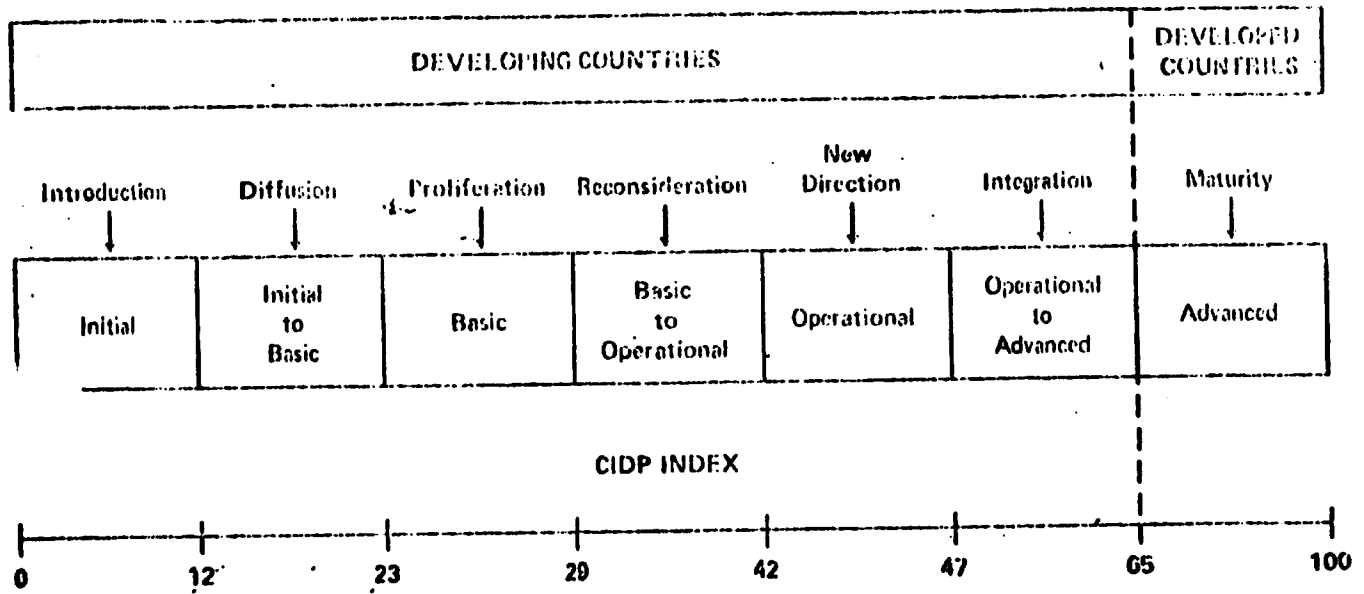 DEVELOPING COUNTRIES
DEVELOPED
COUNTRIES
Introduction
Diffusion
Proliferation
Reconsideration
New
Direction
Integration
Maturity
Initial
Initial
to
Basic
Basic
Basic
to
Operational
Operational
Operational
to
Advanced
Advanced
CIDP INDEX
0 12 23 29 42 47 65 100